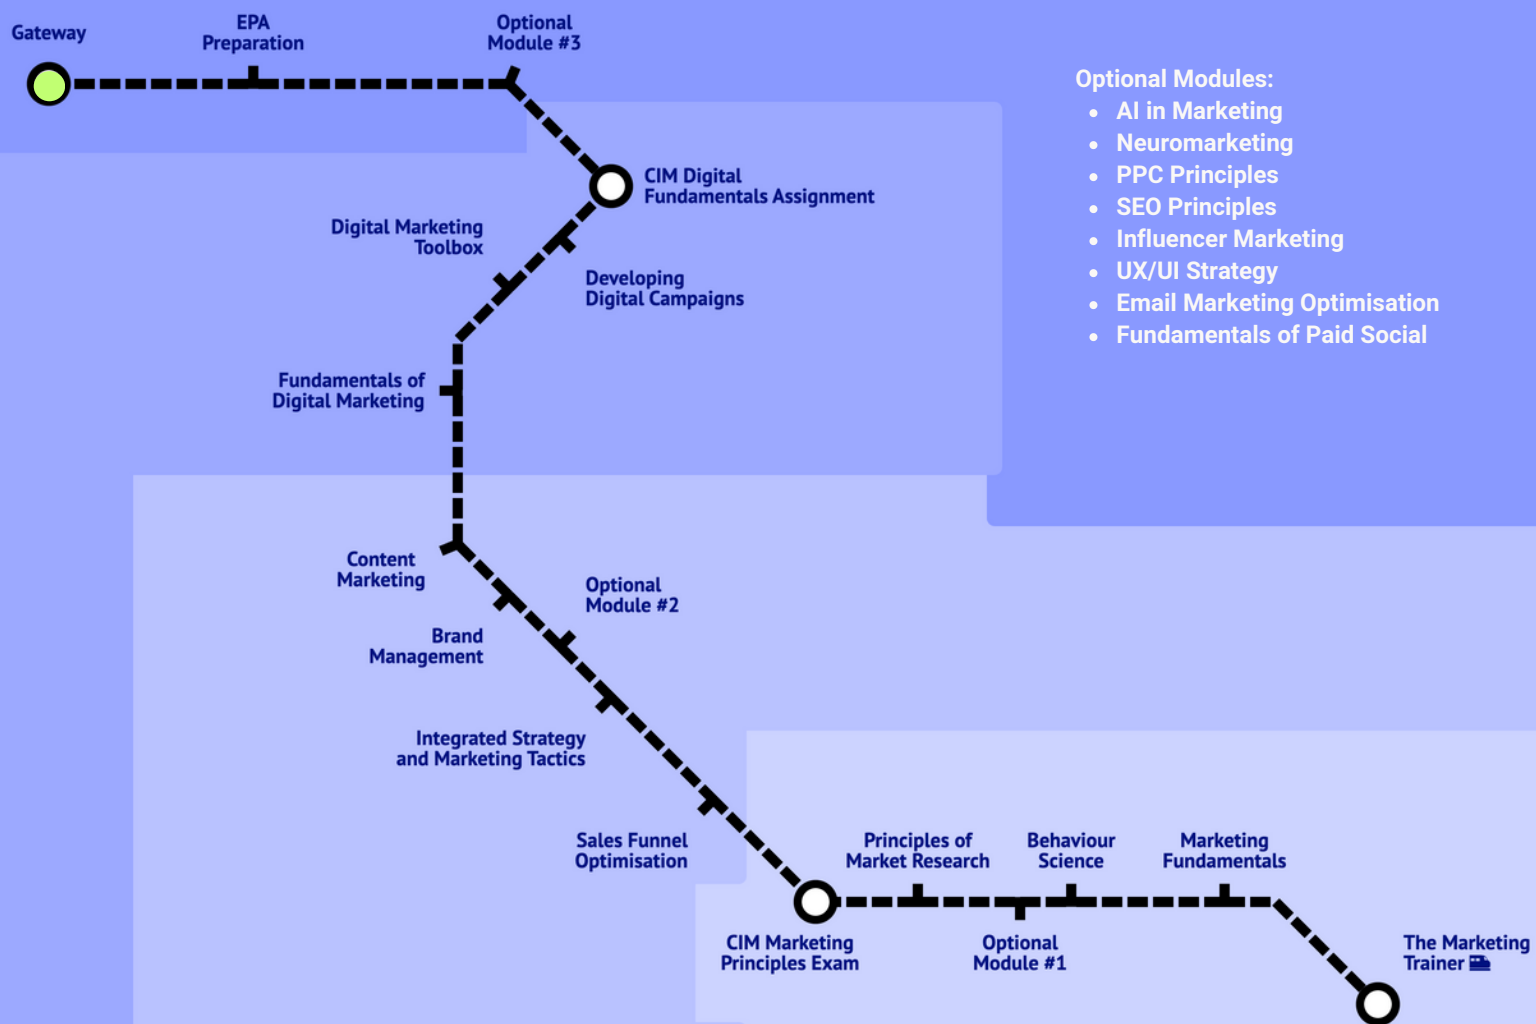 Gateway
EPA
Preparation
Optional
Module #3
Optional Modules:
• AI in Marketing
• Neuromarketing
• PPC Principles
• SEO Principles
• Influencer Marketing
• UX/UI Strategy
• Email Marketing Optimisation
• Fundamentals of Paid Social
CIM Digital
Fundamentals Assignment
Digital Marketing
Toolbox
Developing
Digital Campaigns
Fundamentals of
Digital Marketing
Content
Marketing
Optional
Module #2
Brand
Management
Integrated Strategy
and Marketing Tactics
Sales Funnel
Optimisation
Principles of
Market Research
Behaviour
Science
Marketing
Fundamentals
CIM Marketing
Principles Exam
Optional
Module #1
The Marketing
Trainer